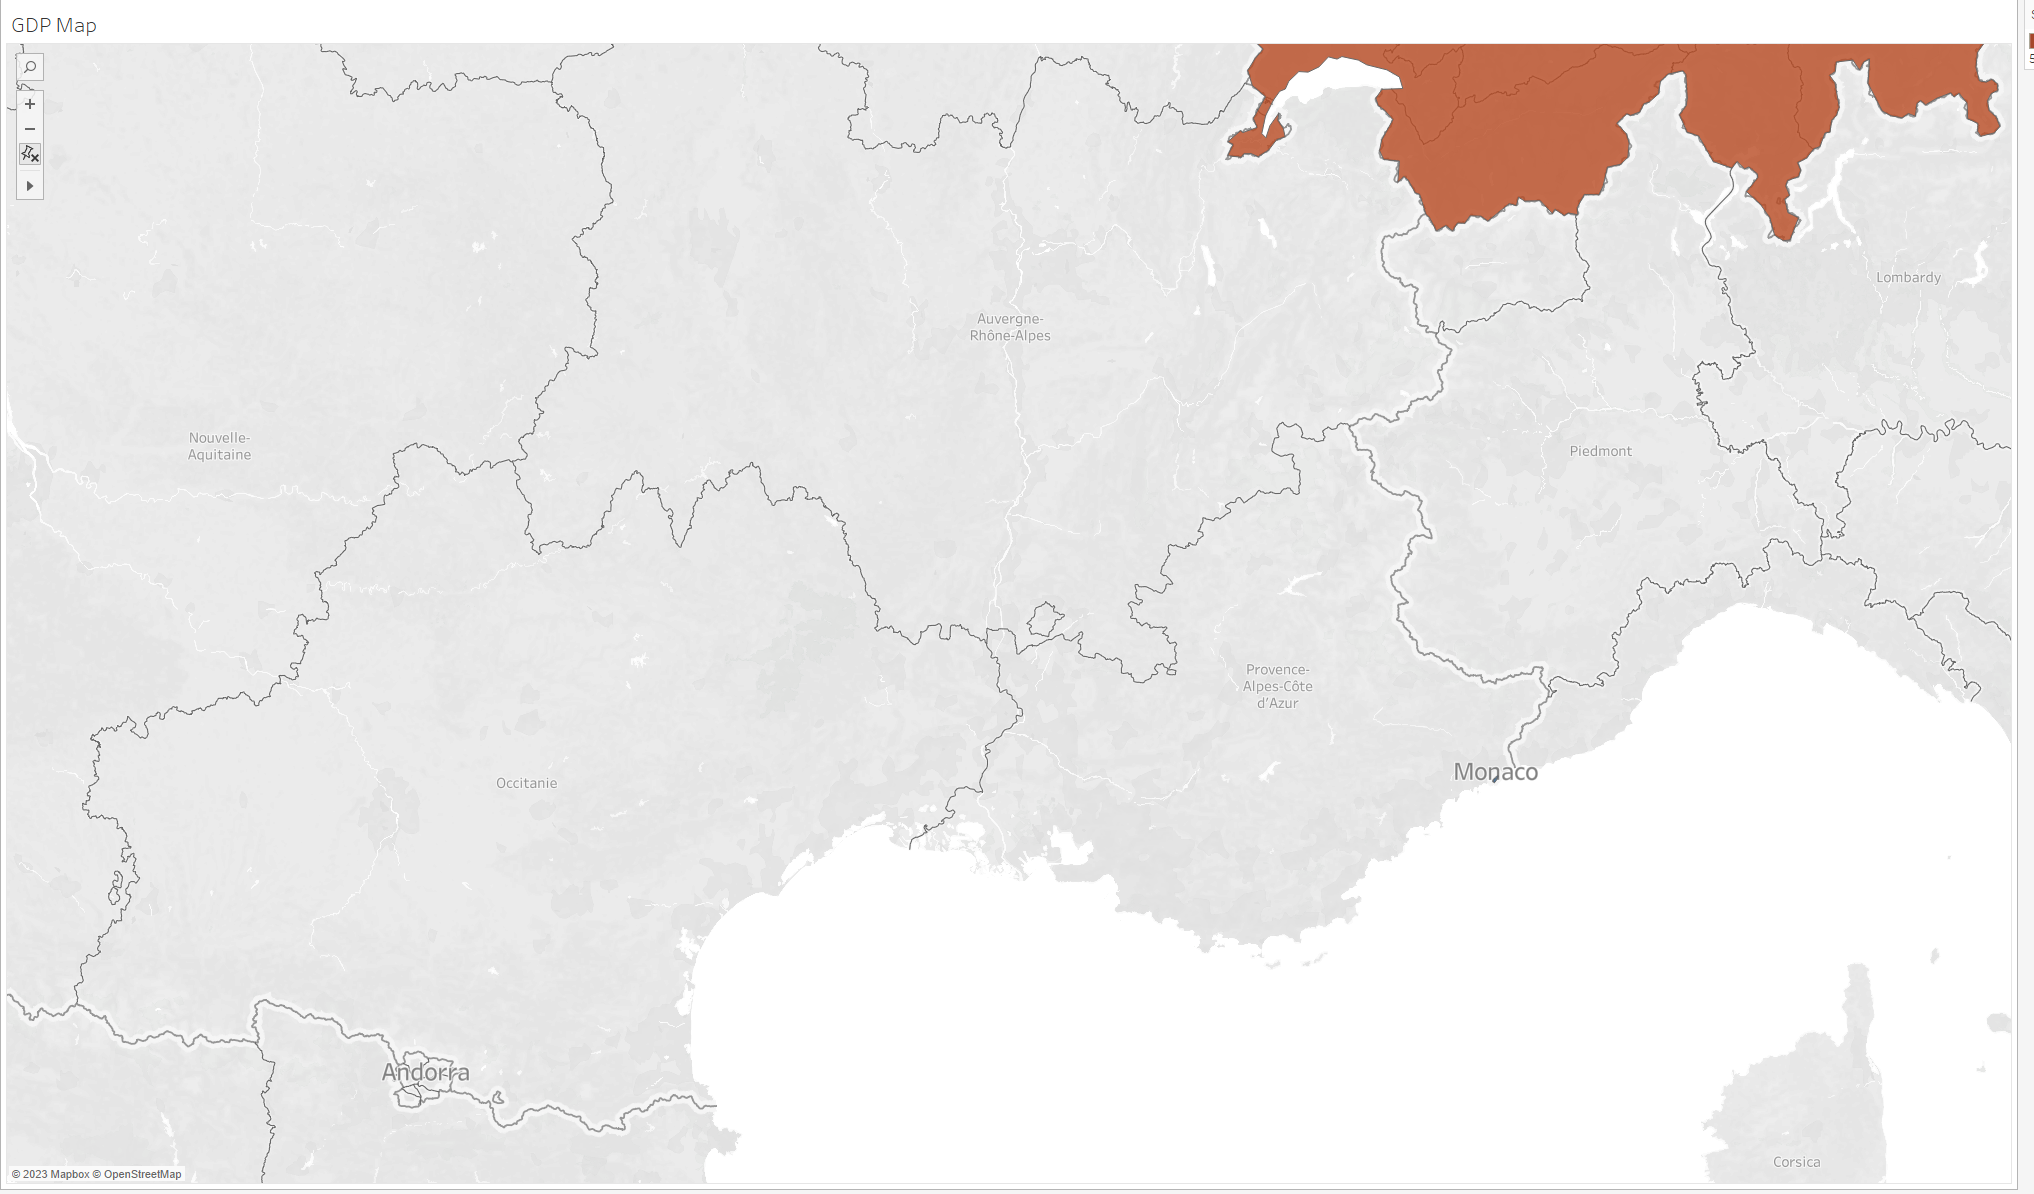 GDP Map
Lombardy
Auvergne-
Rhône-Alpes
Nouvelle-
Aquitaine
Piedmont
Provence-
Alpes-Côte
d'Azur
Monaco
Occitanie
Andorra
Corsica
© 2023 Mapbox © OpenStreetMap